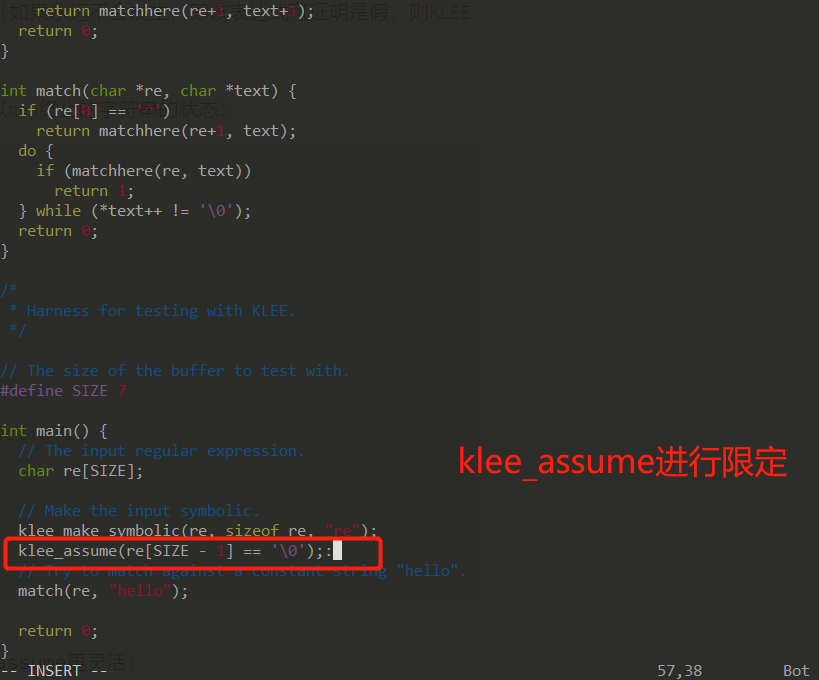 return matchhere(re+1, text+1);
return 0;
}
int match(char *re, char *text) {
if (re[0] == '^')
return matchhere(re+1, text);
do {
if (matchhere(re, text))
return 1;
} while (*text++ != '\0');
return 0;
}
/*
* Harness for testing with KLEE.
*/
// The size of the buffer to test with.
#define SIZE 7
int main() {
// The input regular expression.
char re[SIZE];
klee_assume进行限定
// Make the input symbolic.
klee_make_symbolic(re, sizeof re, "re");
klee_assume(re[SIZE - 1] == '\0');:
// Try to match against a constant string "hello".
match(re, "hello");
return 0;
}
-- INSERT -- 57,38 Bot